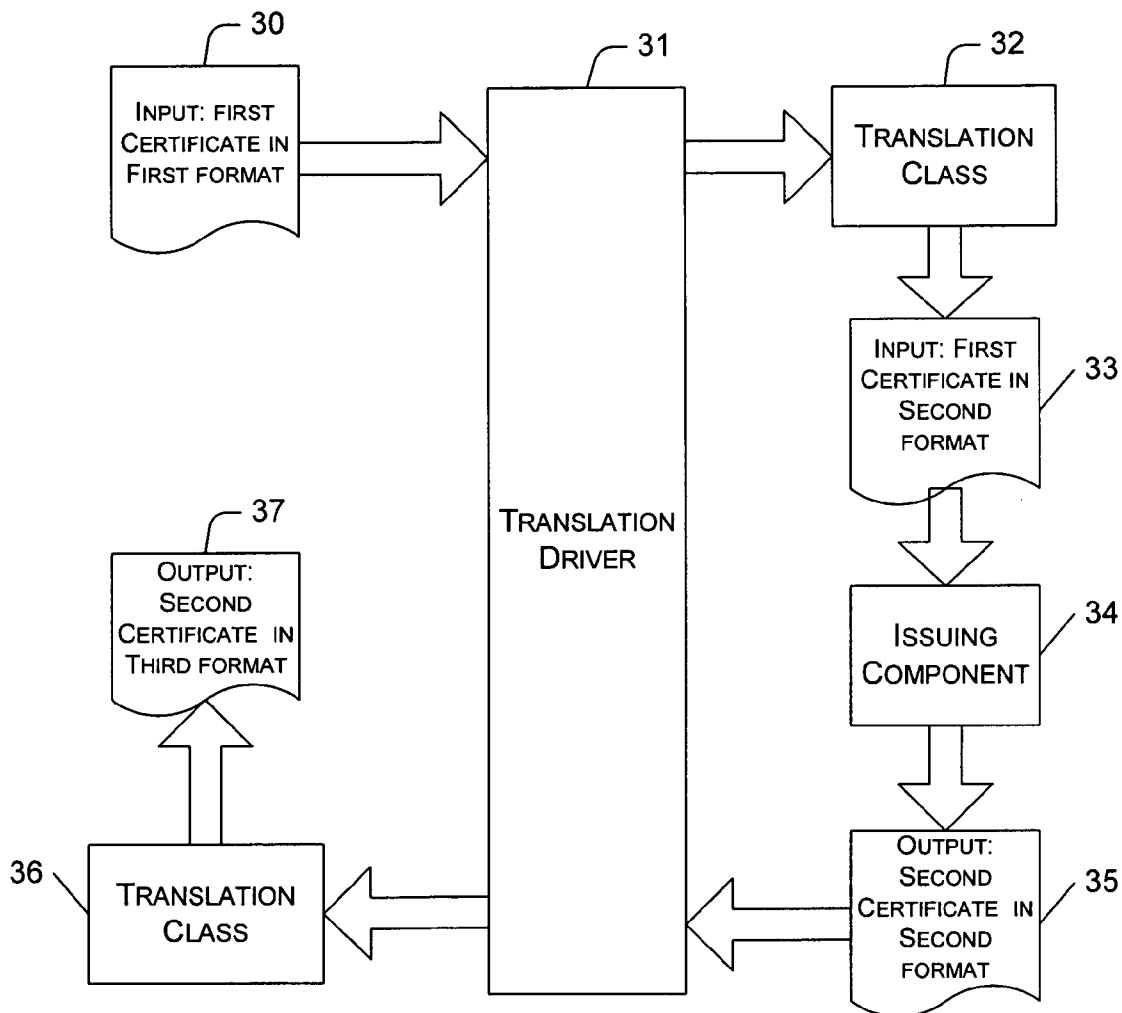 30
INPUT: FIRST
CERTIFICATE IN
FIRST FORMAT
31
TRANSLATION
DRIVER
32
TRANSLATION
CLASS
INPUT: FIRST
CERTIFICATE IN
SECOND
FORMAT
33
ISSUING
COMPONENT
34
OUTPUT:
SECOND
CERTIFICATE IN
SECOND
FORMAT
35
36
TRANSLATION
CLASS
37
OUTPUT:
SECOND
CERTIFICATE IN
THIRD FORMAT